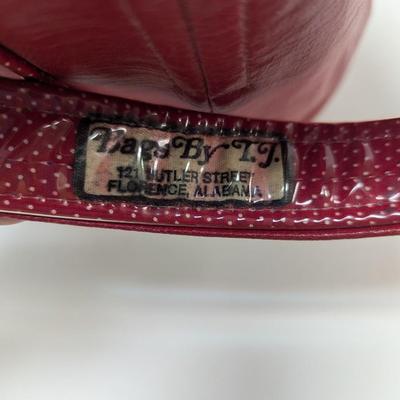 Bags By T.J.
121 BUTLER STREET
FLORENCE, ALABAMA